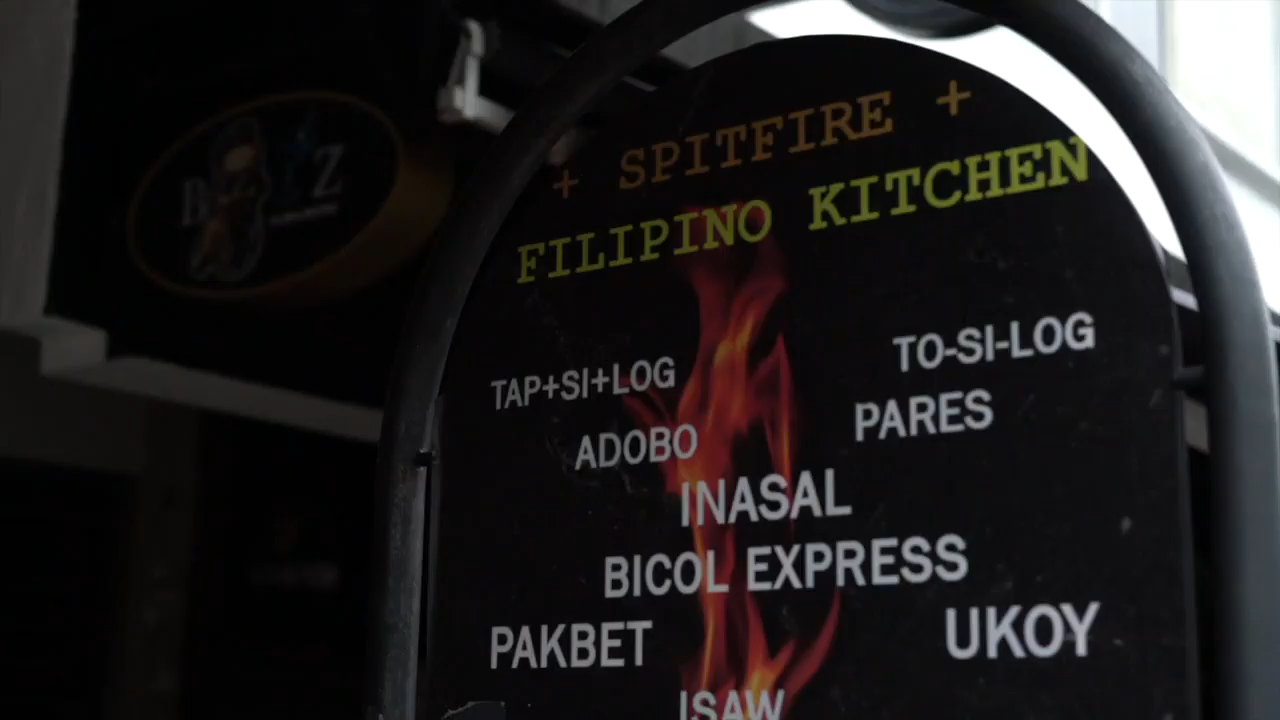 + SPITFIRE +
FILIPINO KITCHEN
TAP+SI+LOG
TO-SI-LOG
ADOBO
PARES
INASAL
BICOL EXPRESS
PAKBET
UKOY
ISAW